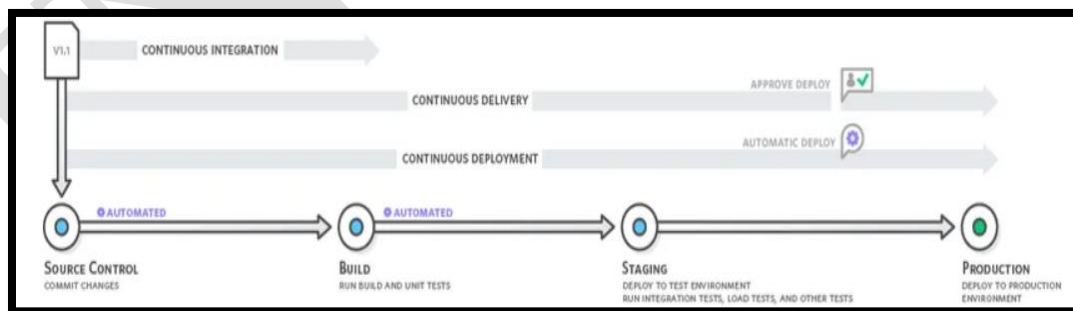 V1.1
CONTINUOUS INTEGRATION
APPROVE DEPLOY
CONTINUOUS DELIVERY
AUTOMATIC DEPLOY
CONTINUOUS DEPLOYMENT
AUTOMATED
AUTOMATED
SOURCE CONTROL
COMMIT CHANGES
BUILD
RUN BUILD AND UNIT TESTS
STAGING
DEPLOY TO TEST ENVIRONMENT
RUN INTEGRATION TESTS, LOAD TESTS, AND OTHER TESTS
PRODUCTION
DEPLOY TO PRODUCTION
ENVIRONMENT